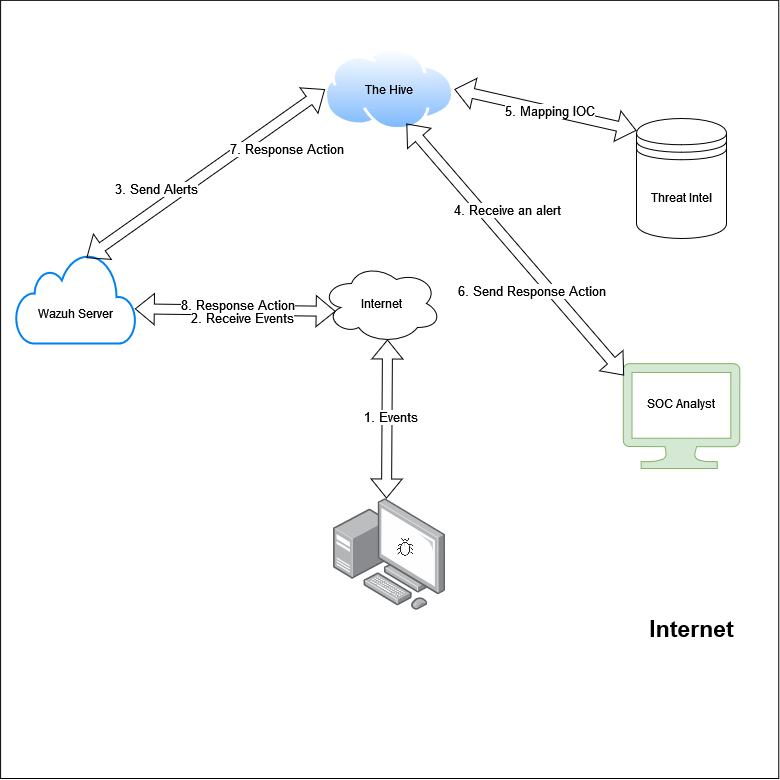 The Hive
5. Mapping IOC
7. Response Action
3. Send Alerts
Threat Intel
4. Receive an alert
6. Send Response Action
Wazuh Server
8. Response Action
2. Receive Events
Internet
SOC Analyst
1. Events
Internet